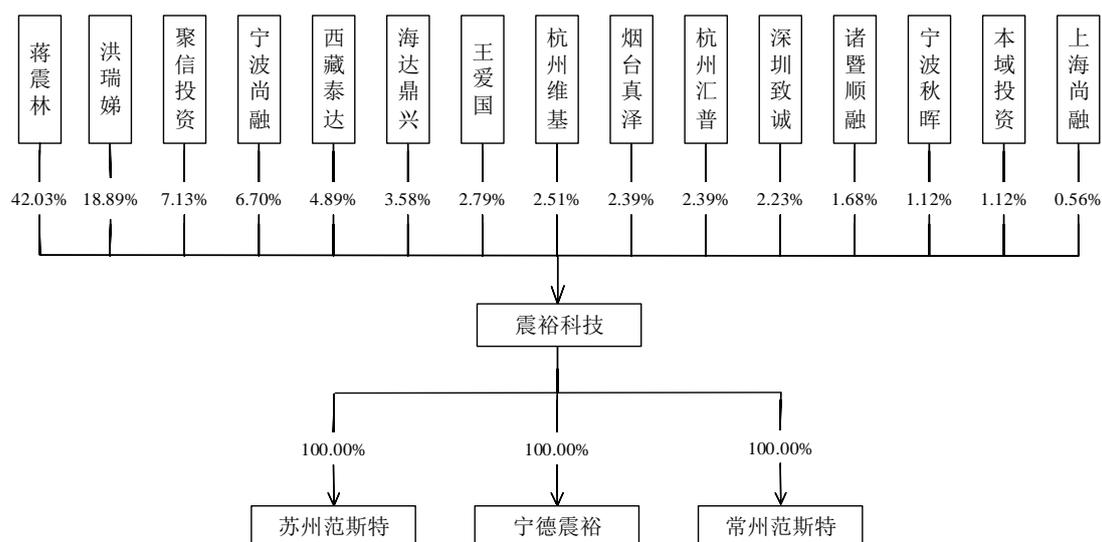 蒋震林
洪瑞娣
聚信投资
宁波尚融
西藏泰达
海达鼎兴
王爱国
杭州维基
烟台真泽
杭州汇普
深圳致诚
诸暨顺融
宁波秋晖
本域投资
上海尚融
42.03% 18.89% 7.13% 6.70% 4.89% 3.58% 2.79% 2.51% 2.39% 2.39% 2.23% 1.68% 1.12% 1.12% 0.56%
震裕科技
100.00% 100.00% 100.00%
苏州范斯特 宁德震裕 常州范斯特